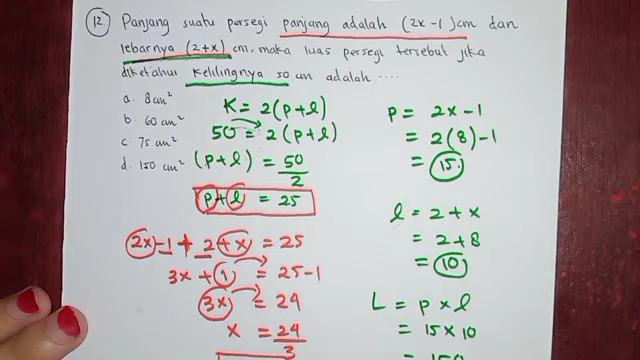 12 Panjang suatu persegi panjang adalah (2x-1) cm dan
lebarnya (2+x) cm, maka luas persegi tersebut jika
diketahui kelilingnya 50 cm adalah ....
a. 8 cm²
b. 60 cm²
c. 75 cm²
d. 150 cm²
K = 2(p+l)
50 = 2(p+l)
(p+l) = 50/2
p+l = 25
2x-1 + 2+x = 25
3x+1 = 25-1
3x = 24
x = 24/3
p = 2x-1
= 2(8)-1
= 15
l = 2+x
= 2+8
= 10
L = p x l
= 15 x 10
= 150